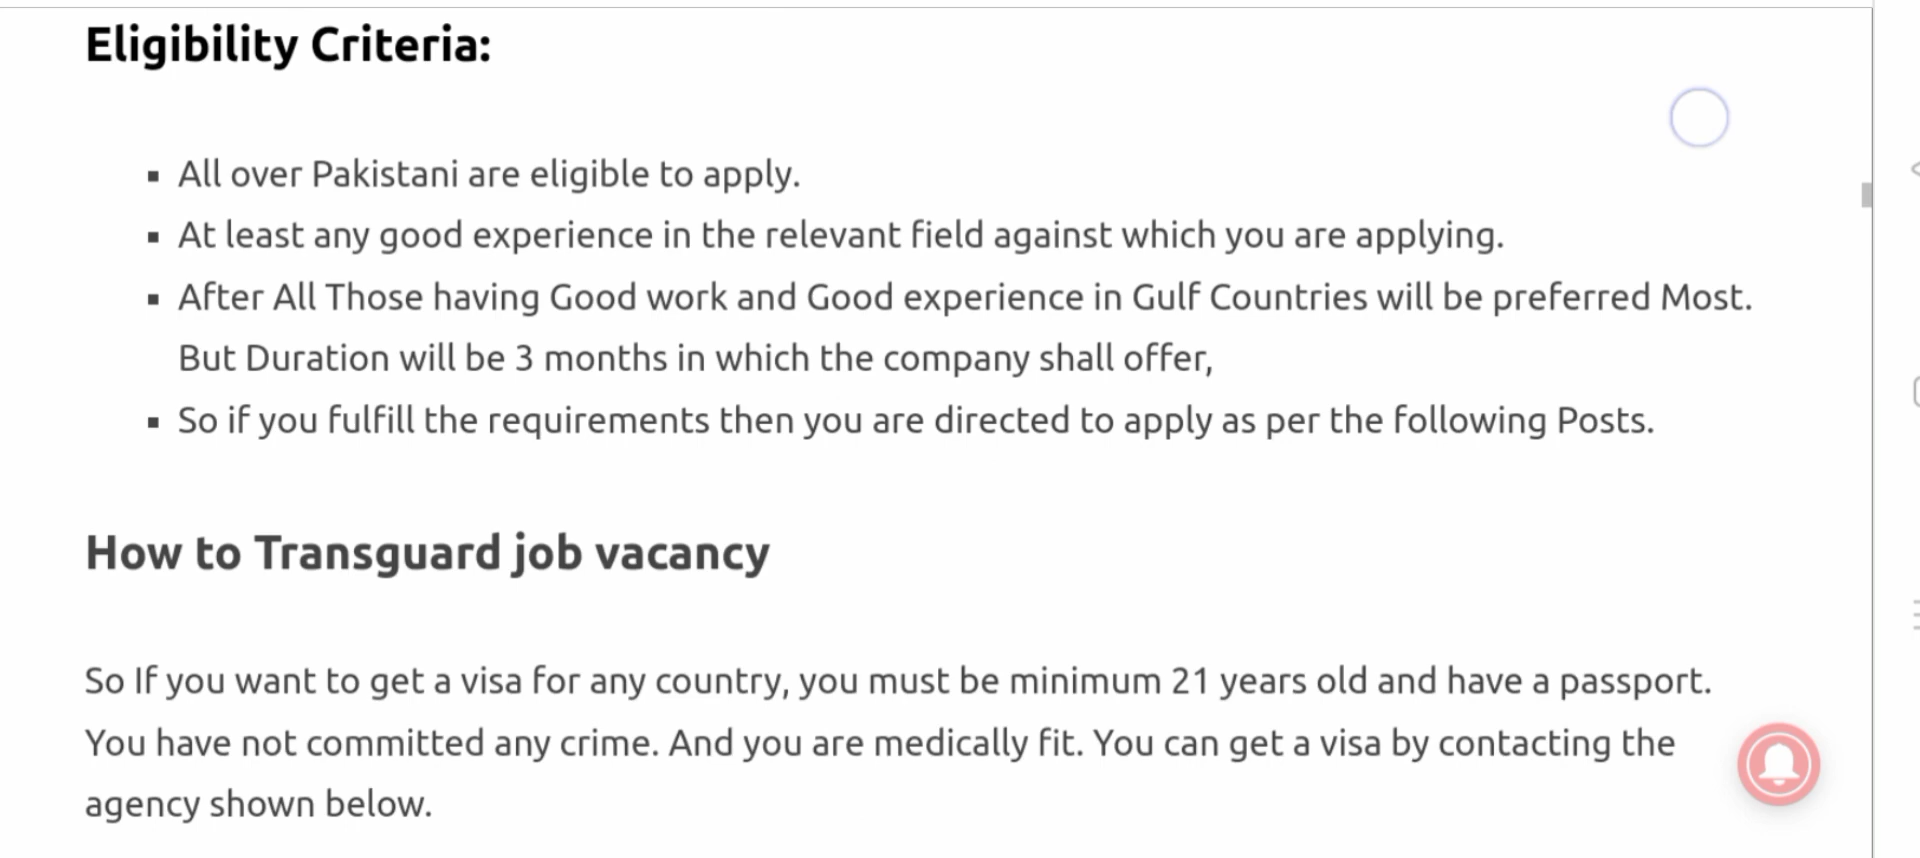 Eligibility Criteria:
All over Pakistani are eligible to apply.
At least any good experience in the relevant field against which you are applying.
After All Those having Good work and Good experience in Gulf Countries will be preferred Most.
But Duration will be 3 months in which the company shall offer,
So if you fulfill the requirements then you are directed to apply as per the following Posts.
How to Transguard job vacancy
So If you want to get a visa for any country, you must be minimum 21 years old and have a passport.
You have not committed any crime. And you are medically fit. You can get a visa by contacting the
agency shown below.